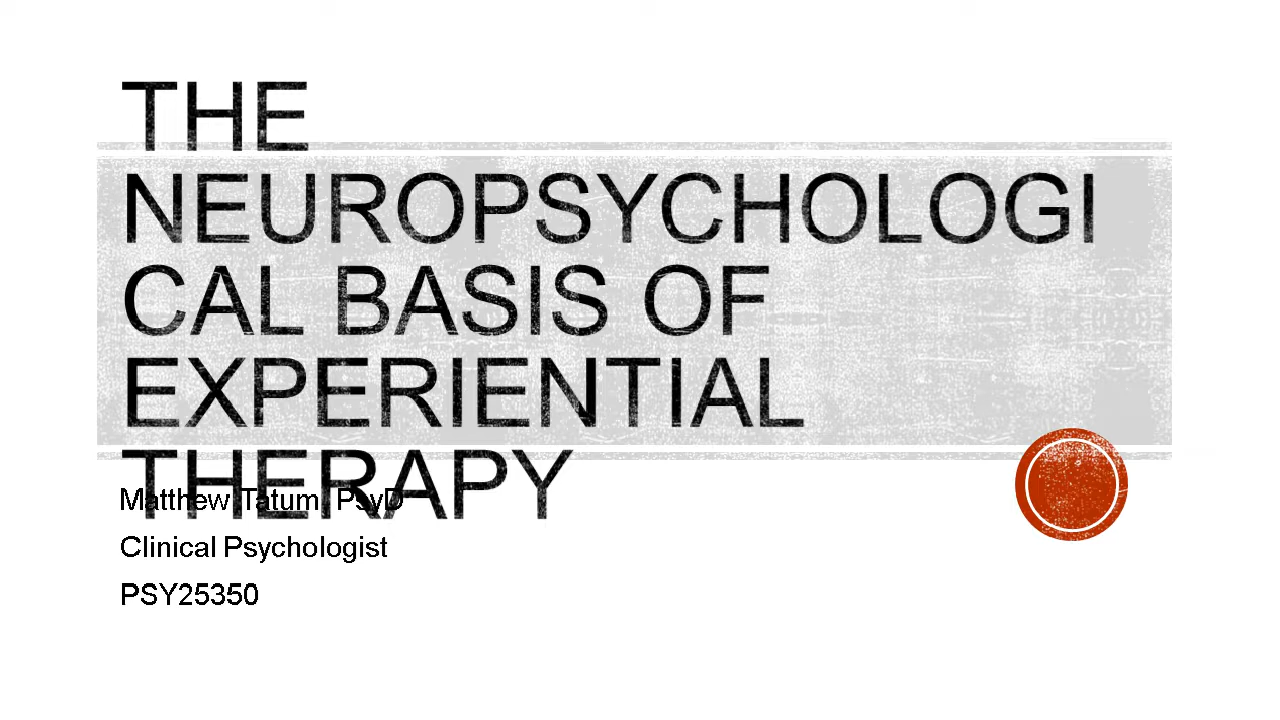 THE
NEUROPSYCHOLOGI
CAL BASIS OF
EXPERIENTIAL
THERAPY
Matthew Tatum, PsyD
Clinical Psychologist
PSY25350